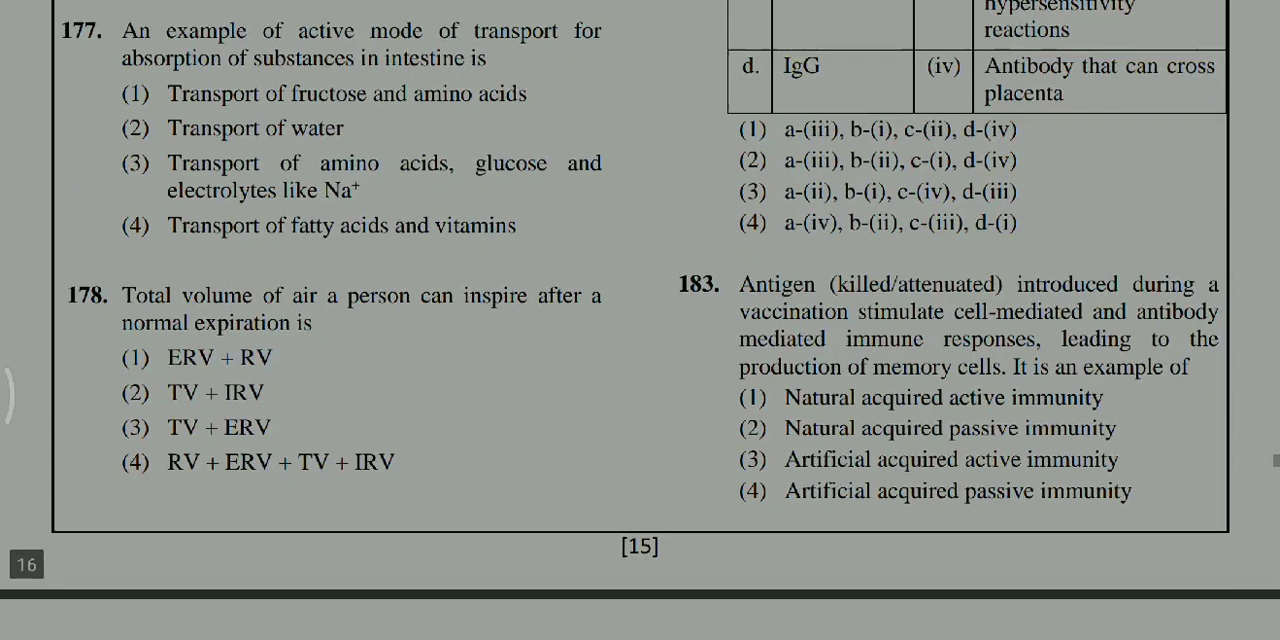 177. An example of active mode of transport for
absorption of substances in intestine is
(1) Transport of fructose and amino acids
(2) Transport of water
(3) Transport of amino acids, glucose and
electrolytes like Na⁺
(4) Transport of fatty acids and vitamins
178. Total volume of air a person can inspire after a
normal expiration is
(1) ERV + RV
(2) TV + IRV
(3) TV + ERV
(4) RV + ERV + TV + IRV
hypersensitivity
reactions
d. IgG (iv) Antibody that can cross
placenta
(1) a-(iii), b-(i), c-(ii), d-(iv)
(2) a-(iii), b-(ii), c-(i), d-(iv)
(3) a-(ii), b-(i), c-(iv), d-(iii)
(4) a-(iv), b-(ii), c-(iii), d-(i)
183. Antigen (killed/attenuated) introduced during a
vaccination stimulate cell-mediated and antibody
mediated immune responses, leading to the
production of memory cells. It is an example of
(1) Natural acquired active immunity
(2) Natural acquired passive immunity
(3) Artificial acquired active immunity
(4) Artificial acquired passive immunity
[15]
16